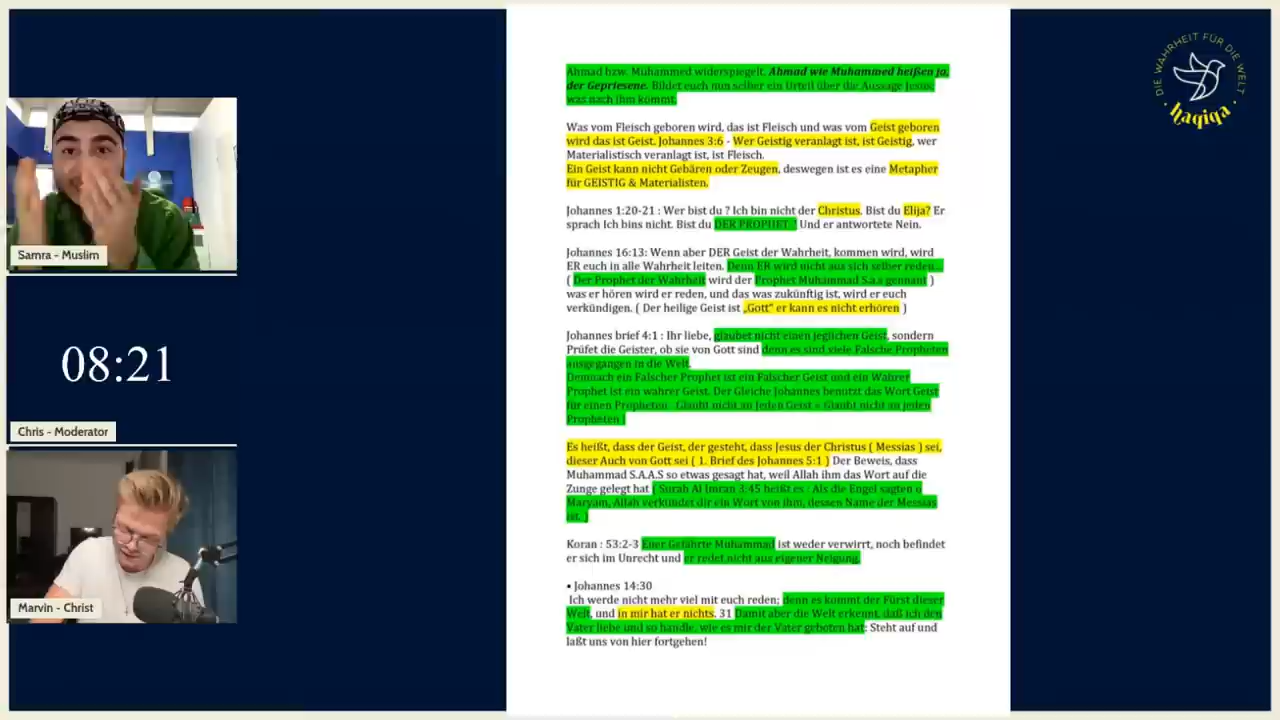 Ahmad bzw. Muhammed widerspiegelt. Ahmad wie Muhammed heißen ja,
der Gepriesene. Bildet euch nun selber ein Urteil über die Aussage Jesus,
was nach ihm kommt.
Was vom Fleisch geboren wird, das ist Fleisch und was vom Geist geboren
wird das ist Geist. Johannes 3:6 - Wer Geistig veranlagt ist, ist Geistig, wer
Materialistisch veranlagt ist, ist Fleisch.
Ein Geist kann nicht Gebären oder Zeugen, deswegen ist es eine Metapher
für GEISTIG & Materialisten.
Johannes 1:20-21 : Wer bist du ? Ich bin nicht der Christus. Bist du Elija? Er
sprach Ich bins nicht. Bist du DER PROPHET ? Und er antwortete Nein.
Johannes 16:13: Wenn aber DER Geist der Wahrheit, kommen wird, wird
ER euch in alle Wahrheit leiten. Denn ER wird nicht aus sich selber reden...
( Der Prophet der Wahrheit wird der Prophet Muhammad S.a.s gennant )
was er hören wird er reden, und das was zukünftig ist, wird er euch
verkündigen. ( Der heilige Geist ist „Gott“ er kann es nicht erhören )
Johannes brief 4:1 : Ihr liebe, glaubet nicht einen jeglichen Geist, sondern
Prüfet die Geister, ob sie von Gott sind denn es sind viele Falsche Propheten
ausgegangen in die Welt.
Demnach ein Falscher Prophet ist ein Falscher Geist und ein Wahrer
Prophet ist ein wahrer Geist. Der Gleiche Johannes benutzt das Wort Geist
für einen Propheten. Glaubt nicht an Jeden Geist = Glaubt nicht an jeden
Propheten )
Es heißt, dass der Geist, der gesteht, dass Jesus der Christus ( Messias ) sei,
dieser Auch von Gott sei ( 1. Brief des Johannes 5:1 ) Der Beweis, dass
Muhammad S.A.A.S so etwas gesagt hat, weil Allah ihm das Wort auf die
Zunge gelegt hat ( Surah Al Imran 3:45 heißt es : Als die Engel sagten o
Maryam, Allah verkündet dir ein Wort von ihm, dessen Name der Messias
ist. )
Koran : 53:2-3 Euer Gefährte Muhammad ist weder verwirrt, noch befindet
er sich im Unrecht und er redet nicht aus eigener Neigung.
• Johannes 14:30
Ich werde nicht mehr viel mit euch reden; denn es kommt der Fürst dieser
Welt, und in mir hat er nichts. 31 Damit aber die Welt erkennt, daß ich den
Vater liebe und so handle, wie es mir der Vater geboten hat: Steht auf und
laßt uns von hier fortgehen!
Samra - Muslim
08:21
Chris - Moderator
Marvin - Christ
DIE WAHRHEIT FÜR DIE WELT
haqiqa